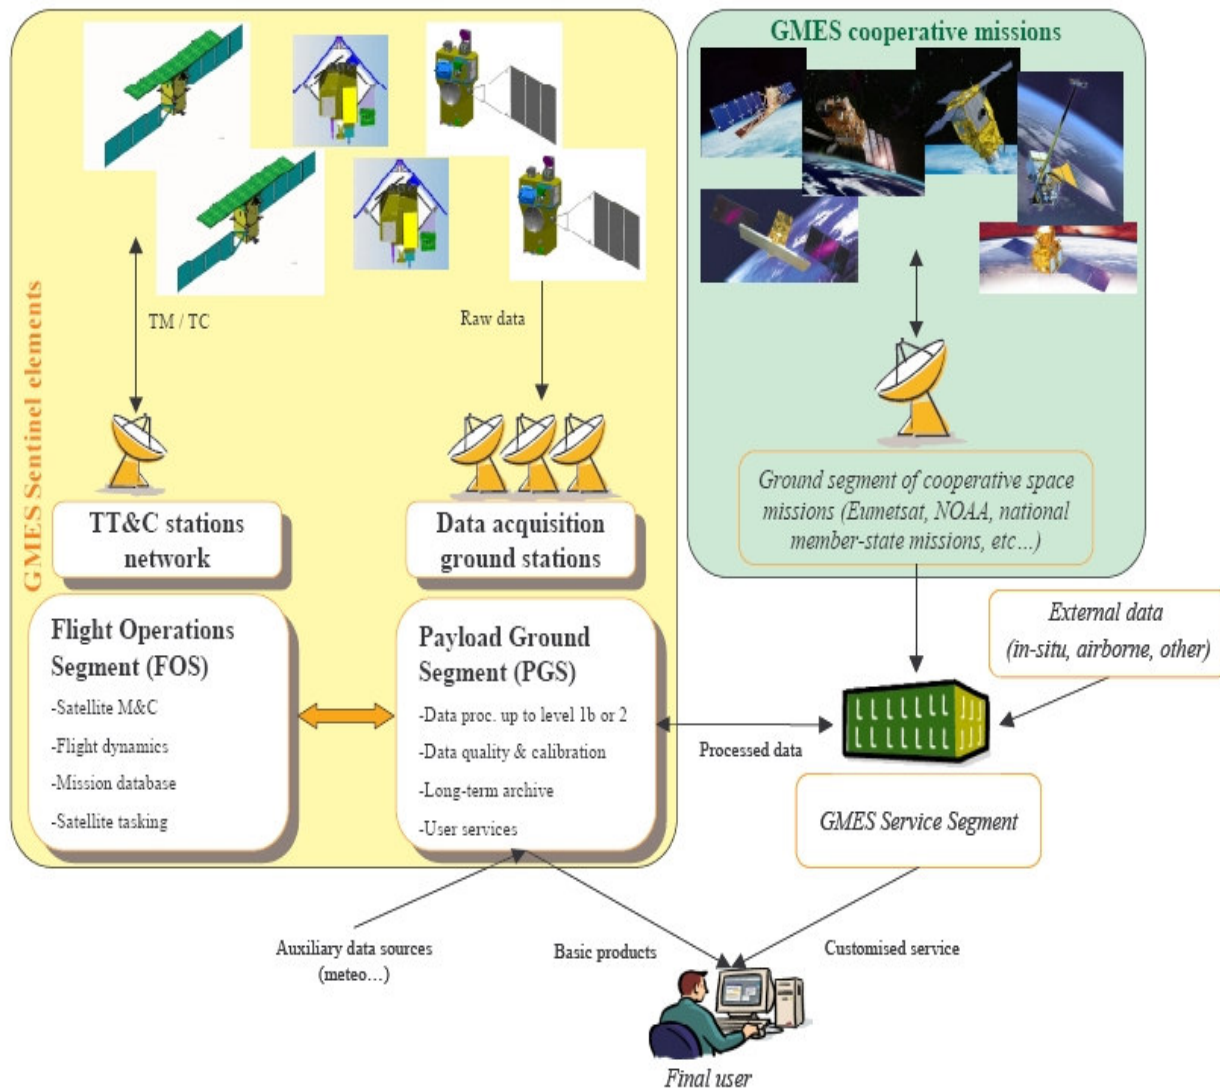 GMES cooperative missions
GMES Sentinel elements
TM / TC
Raw data
TT&C stations
network
Data acquisition
ground stations
Ground segment of cooperative space
missions (Eumetsat, NOAA, national
member-state missions, etc…)
Flight Operations
Segment (FOS)
-Satellite M&C
-Flight dynamics
-Mission database
-Satellite tasking
Payload Ground
Segment (PGS)
-Data proc. up to level 1b or 2
-Data quality & calibration
-Long-term archive
-User services
External data
(in-situ, airborne, other)
Processed data
GMES Service Segment
Auxiliary data sources
(meteo…)
Basic products
Customised service
Final user